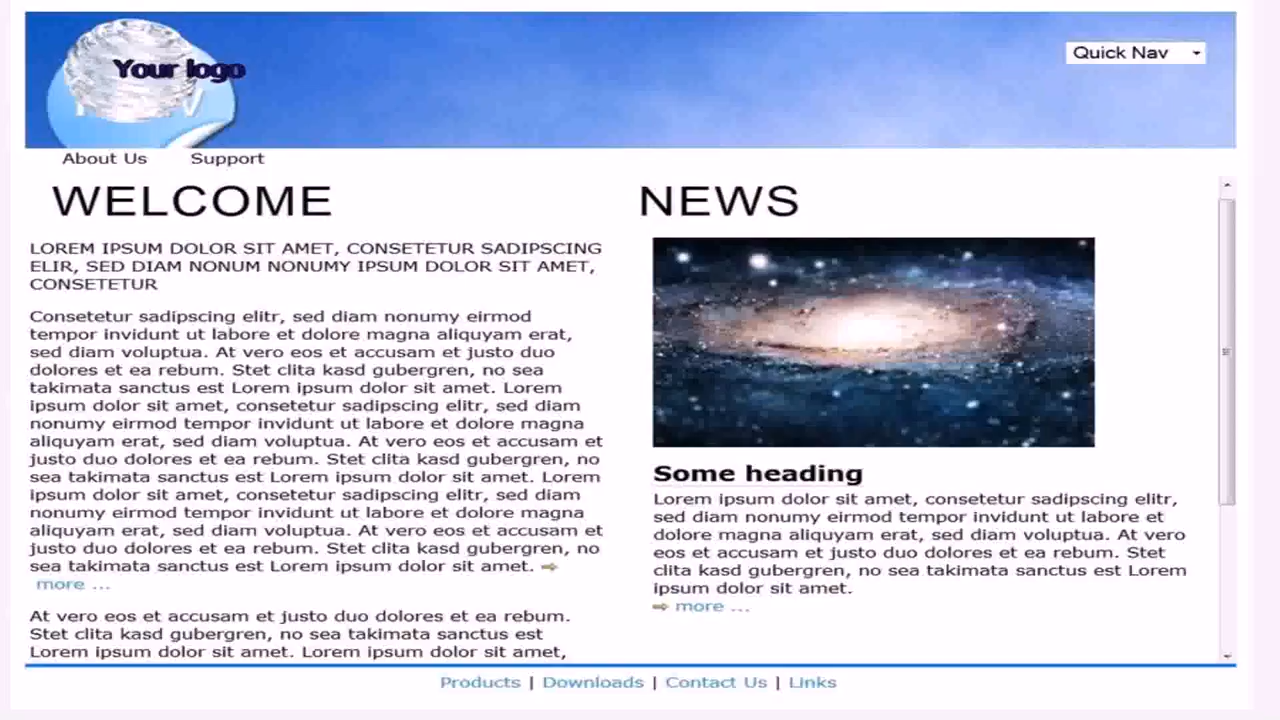 Your logo
Quick Nav
About Us
Support
WELCOME
LOREM IPSUM DOLOR SIT AMET, CONSETETUR SADIPSCING
ELIR, SED DIAM NONUM NONUMY IPSUM DOLOR SIT AMET,
CONSETETUR
Consetetur sadipscing elitr, sed diam nonumy eirmod
tempor invidunt ut labore et dolore magna aliquyam erat,
sed diam voluptua. At vero eos et accusam et justo duo
dolores et ea rebum. Stet clita kasd gubergren, no sea
takimata sanctus est Lorem ipsum dolor sit amet. Lorem
ipsum dolor sit amet, consetetur sadipscing elitr, sed diam
nonumy eirmod tempor invidunt ut labore et dolore magna
aliquyam erat, sed diam voluptua. At vero eos et accusam et
justo duo dolores et ea rebum. Stet clita kasd gubergren, no
sea takimata sanctus est Lorem ipsum dolor sit amet. Lorem
ipsum dolor sit amet, consetetur sadipscing elitr, sed diam
nonumy eirmod tempor invidunt ut labore et dolore magna
aliquyam erat, sed diam voluptua. At vero eos et accusam et
justo duo dolores et ea rebum. Stet clita kasd gubergren, no
sea takimata sanctus est Lorem ipsum dolor sit amet.
more ...
At vero eos et accusam et justo duo dolores et ea rebum.
Stet clita kasd gubergren, no sea takimata sanctus est
Lorem ipsum dolor sit amet. Lorem ipsum dolor sit amet,
NEWS
Some heading
Lorem ipsum dolor sit amet, consetetur sadipscing elitr,
sed diam nonumy eirmod tempor invidunt ut labore et
dolore magna aliquyam erat, sed diam voluptua. At vero
eos et accusam et justo duo dolores et ea rebum. Stet
clita kasd gubergren, no sea takimata sanctus est Lorem
ipsum dolor sit amet.
more ...
Products | Downloads | Contact Us | Links